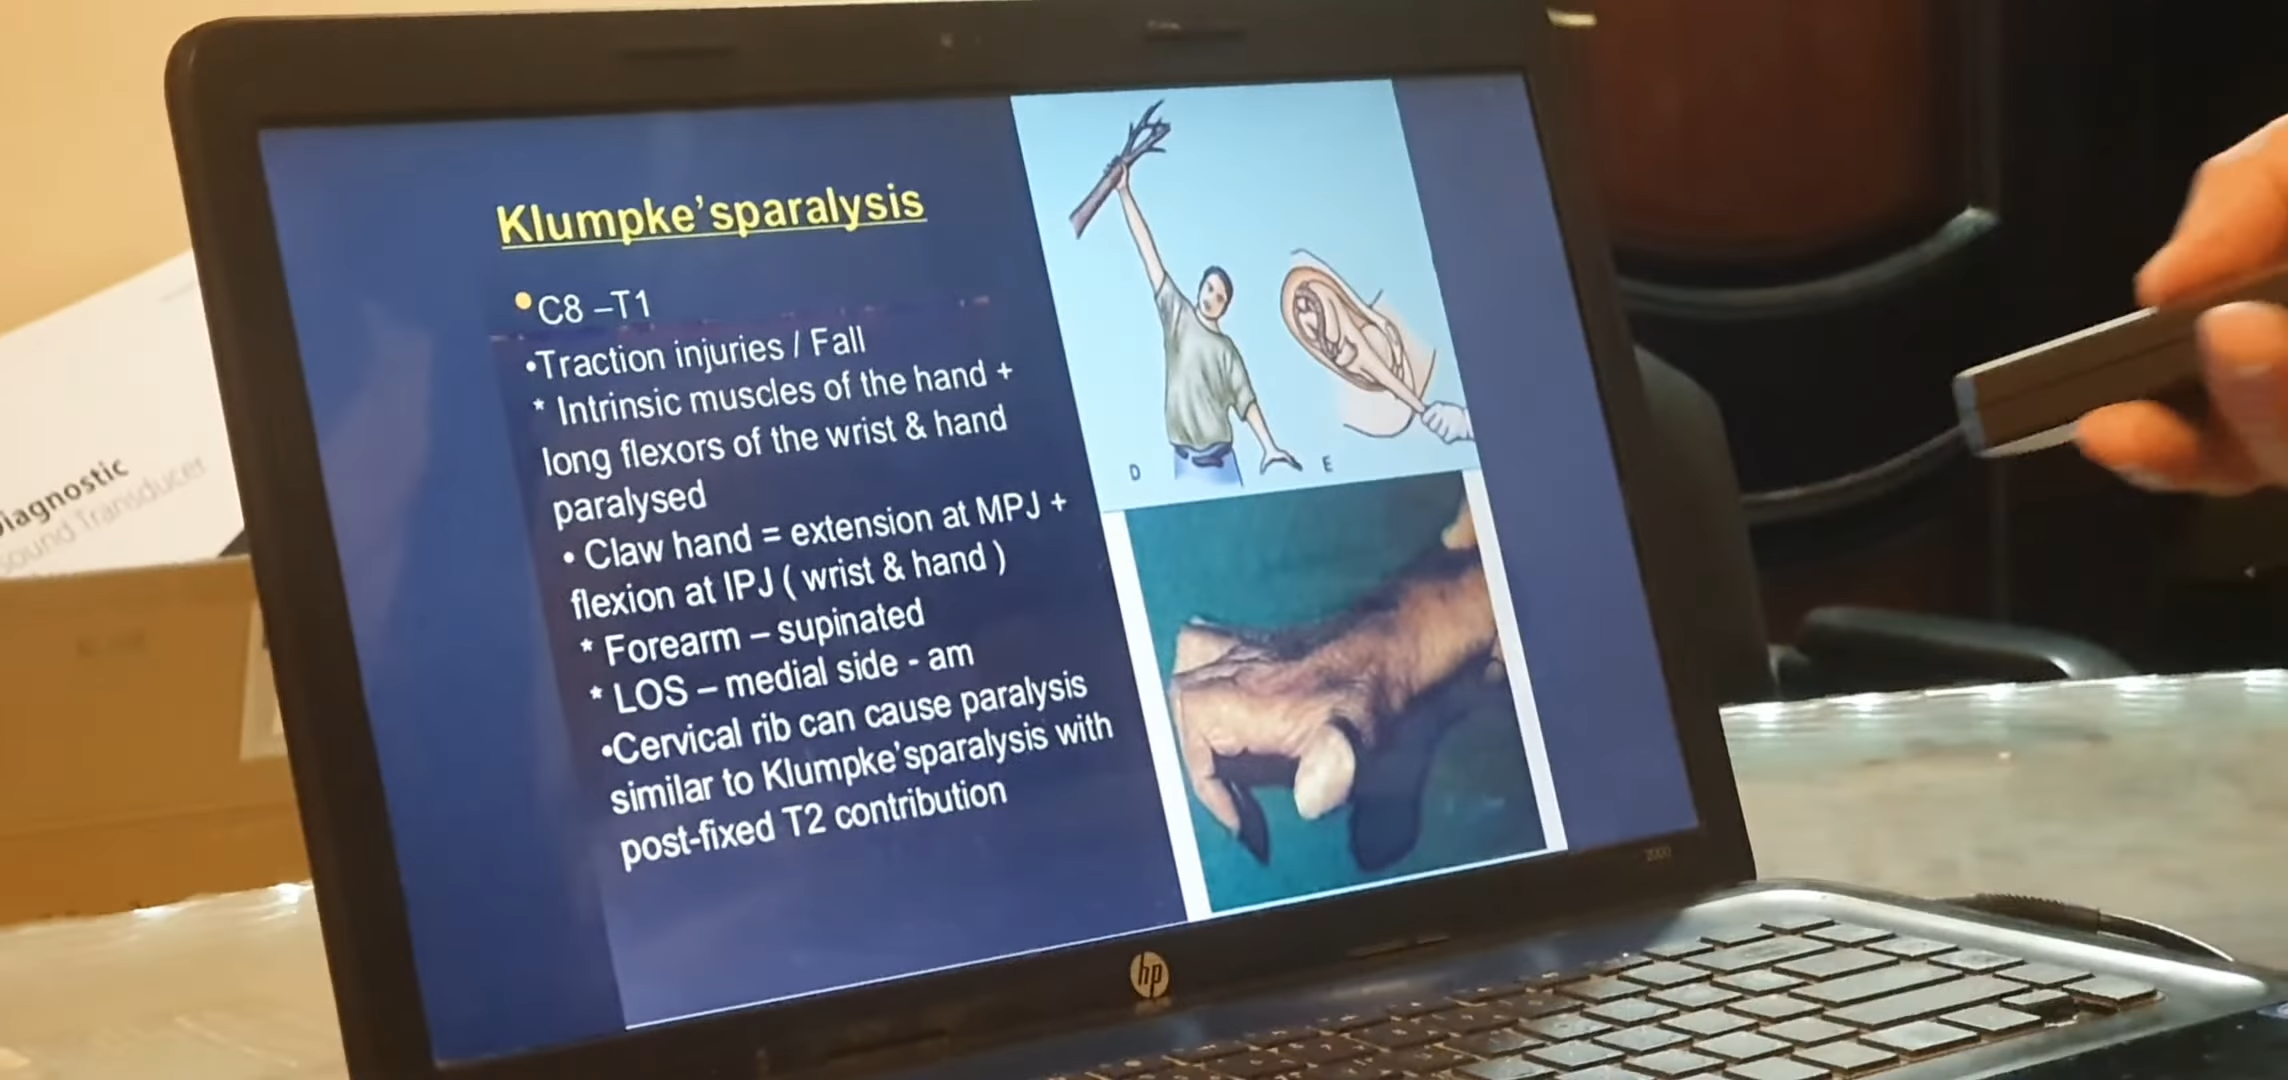 Klumpke'sparalysis
•C8 –T1
•Traction injuries / Fall
* Intrinsic muscles of the hand +
long flexors of the wrist & hand
paralysed
• Claw hand = extension at MPJ +
flexion at IPJ ( wrist & hand )
* Forearm – supinated
* LOS – medial side - am
•Cervical rib can cause paralysis
similar to Klumpke'sparalysis with
post-fixed T2 contribution
D
E
Diagnostic
sound Transducer
hp
2000